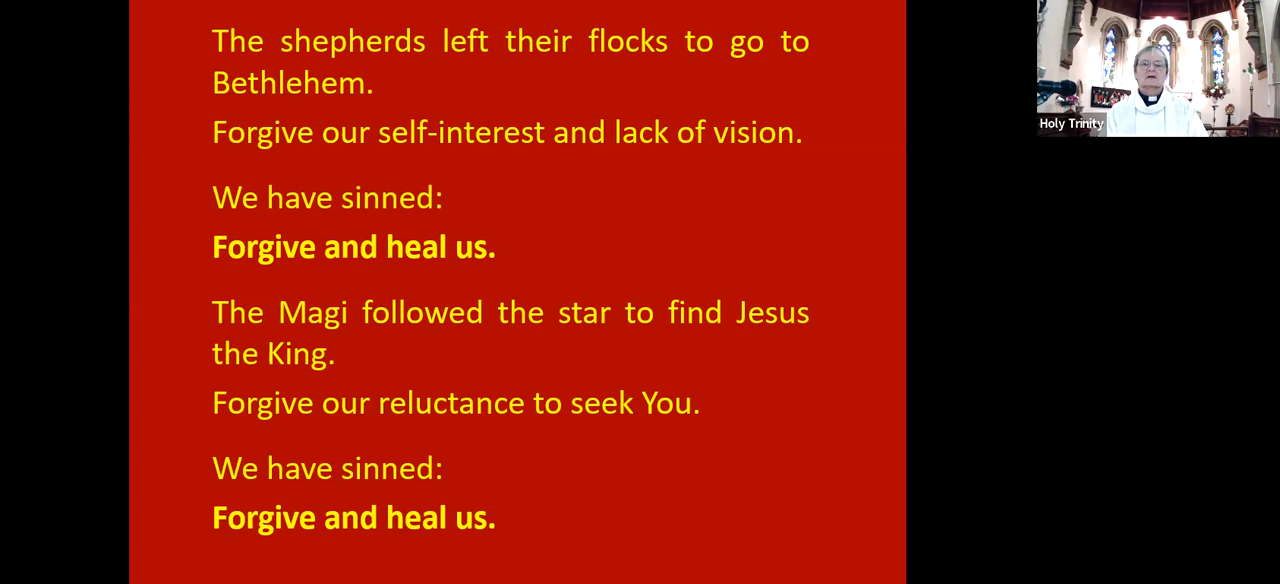 The shepherds left their flocks to go to
Bethlehem.
Forgive our self-interest and lack of vision.
We have sinned:
Forgive and heal us.
The Magi followed the star to find Jesus
the King.
Forgive our reluctance to seek You.
We have sinned:
Forgive and heal us.
Holy Trinity